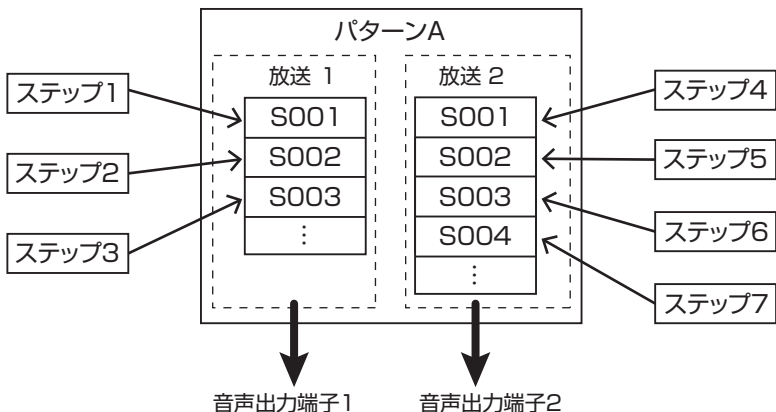 パターンA
放送 1
放送 2
ステップ1
ステップ2
ステップ3
S001
S002
S003
⋮
S001
S002
S003
S004
⋮
ステップ4
ステップ5
ステップ6
ステップ7
音声出力端子1
音声出力端子2